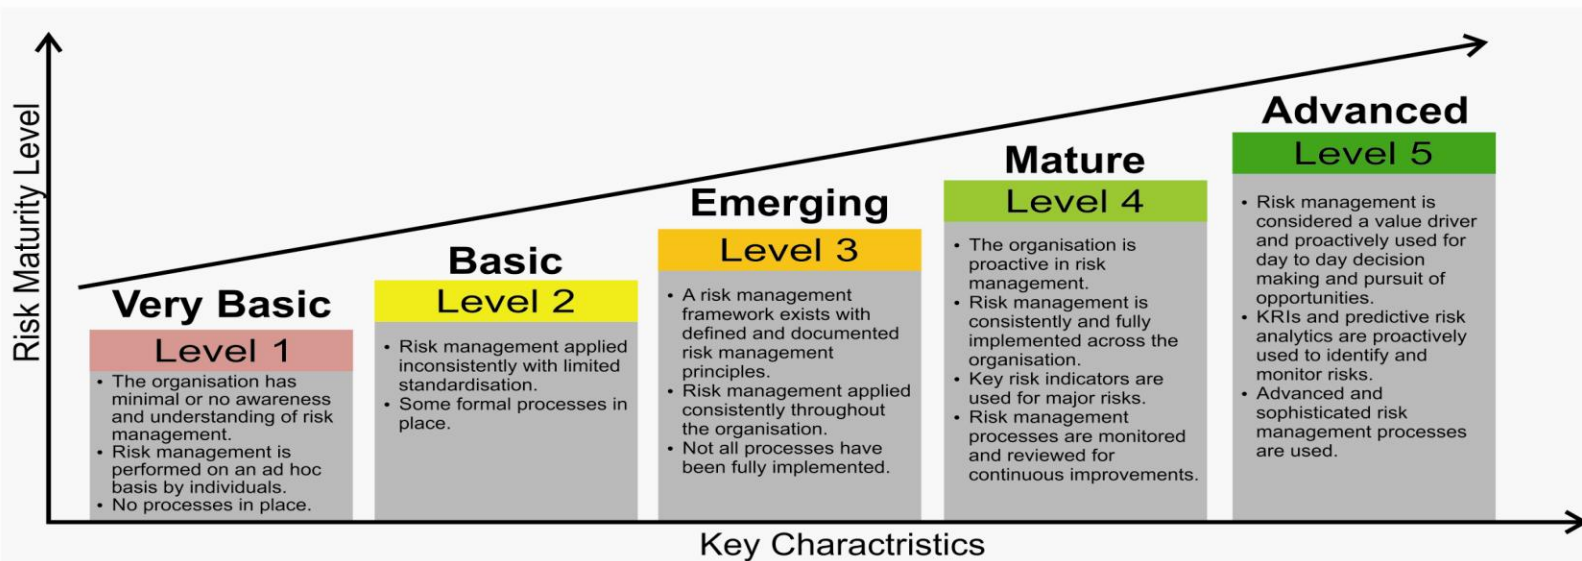 Risk Maturity Level
Very Basic
Level 1
• The organisation has
minimal or no awareness
and understanding of risk
management.
• Risk management is
performed on an ad hoc
basis by individuals.
• No processes in place.
Basic
Level 2
• Risk management applied
inconsistently with limited
standardisation.
• Some formal processes in
place.
Emerging
Level 3
• A risk management
framework exists with
defined and documented
risk management
principles.
• Risk management applied
consistently throughout
the organisation.
• Not all processes have
been fully implemented.
Mature
Level 4
• The organisation is
proactive in risk
management.
• Risk management is
consistently and fully
implemented across the
organisation.
• Key risk indicators are
used for major risks.
• Risk management
processes are monitored
and reviewed for
continuous improvements.
Advanced
Level 5
• Risk management is
considered a value driver
and proactively used for
day to day decision
making and pursuit of
opportunities.
• KRIs and predictive risk
analytics are proactively
used to identify and
monitor risks.
• Advanced and
sophisticated risk
management processes
are used.
Key Charactristics